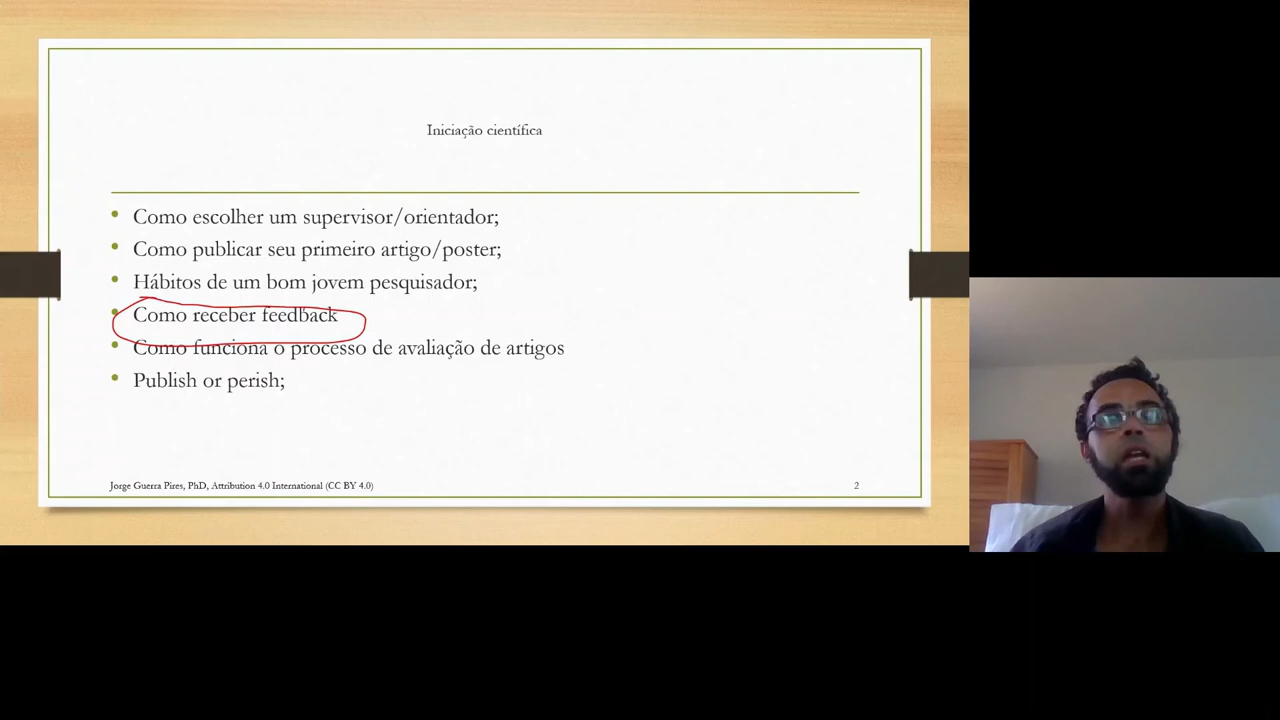 Iniciação científica
Como escolher um supervisor/orientador;
Como publicar seu primeiro artigo/poster;
Hábitos de um bom jovem pesquisador;
Como receber feedback
Como funciona o processo de avaliação de artigos
Publish or perish;
Jorge Guerra Pires, PhD, Attribution 4.0 International (CC BY 4.0)
2